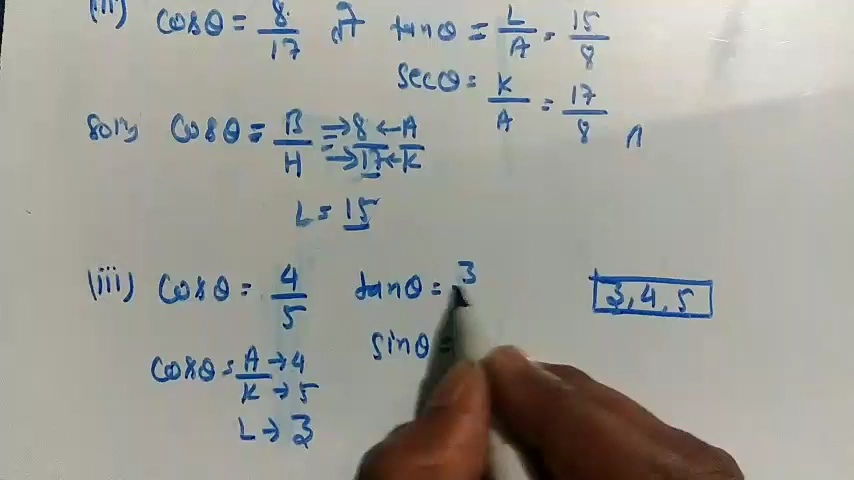 (ii) cosθ = 8/17 tanθ = L/A = 15/8
secθ = K/A = 17/8
Soln, cosθ = B/H = →8←A/→17←K
L = 15
(iii) cosθ = 4/5 tanθ = 3
3, 4, 5
sinθ =
cosθ = A→4/K→5
L → 3